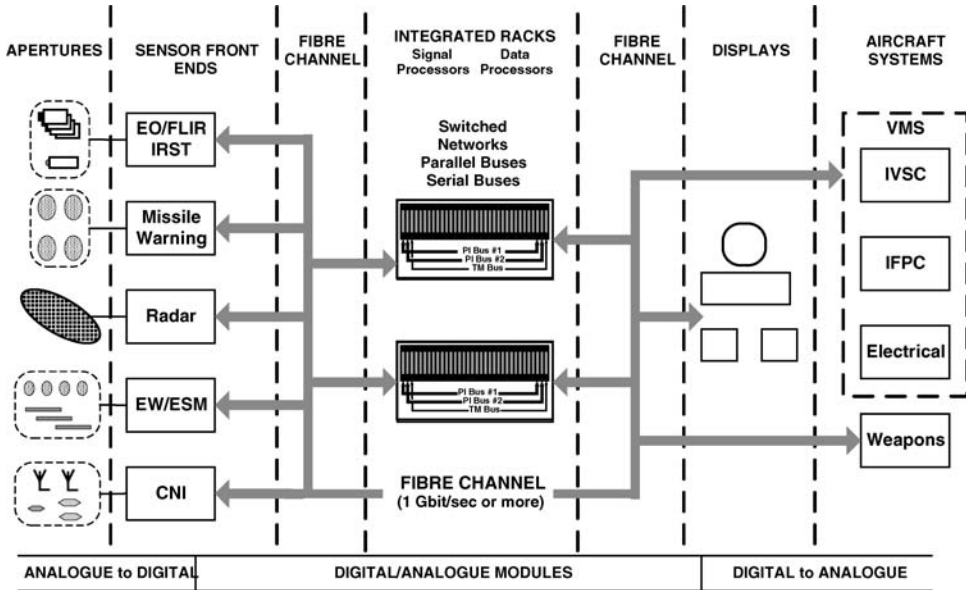 APERTURES
SENSOR FRONT
ENDS
FIBRE
CHANNEL
INTEGRATED RACKS
Signal Data
Processors Processors
FIBRE
CHANNEL
DISPLAYS
AIRCRAFT
SYSTEMS
EO/FLIR
IRST
Missile
Warning
Radar
EW/ESM
CNI
Switched
Networks
Parallel Buses
Serial Buses
PI Bus #1
PI Bus #2
TM Bus
PI Bus #1
PI Bus #2
TM Bus
FIBRE CHANNEL
(1 Gbit/sec or more)
VMS
IVSC
IFPC
Electrical
Weapons
ANALOGUE to DIGITAL
DIGITAL/ANALOGUE MODULES
DIGITAL to ANALOGUE